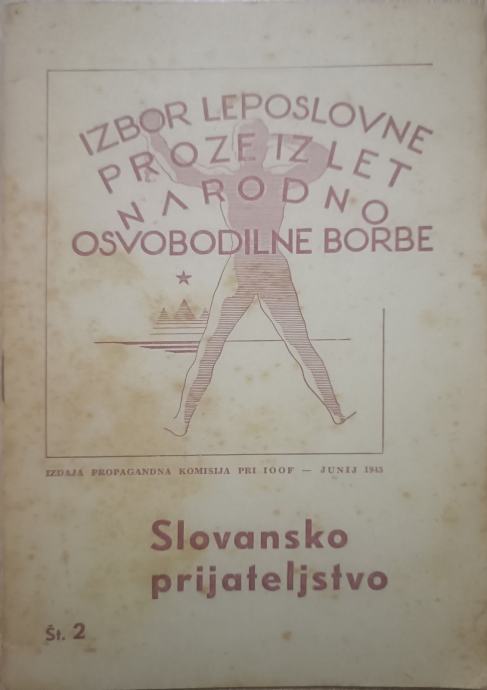 IZBOR LEPOSLOVNE
PROZE IZ LET
NARODNO
OSVOBODILNE BORBE
IZDAJA PROPAGANDNA KOMISIJA PRI IOOF — JUNIJ 1945
Slovansko
prijateljstvo
Št. 2